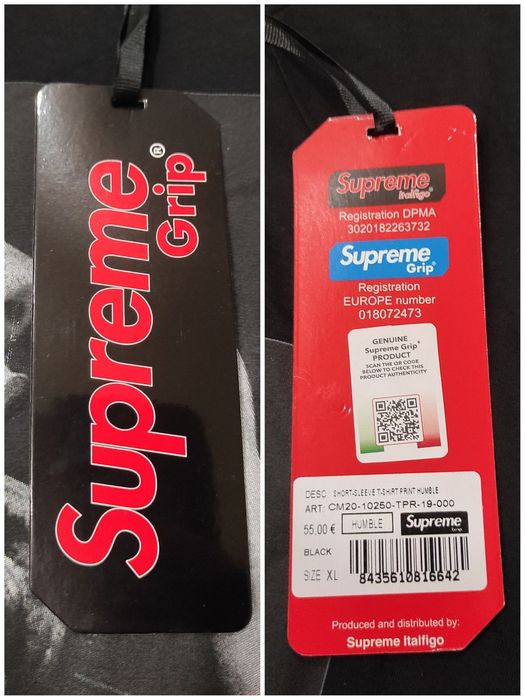 Supreme
Grip®
Supreme
Italfigo®
Registration DPMA
3020182263732
Supreme
Grip®
Registration
EUROPE number
018072473
GENUINE
Supreme Grip®
PRODUCT
SCAN THE QR CODE
BELOW TO CHECK THIS
PRODUCT AUTHENTICITY
DESC SHORT-SLEEVE T-SHIRT PRINT HUMBLE
ART: CM20-10250-TPR-19-000
55,00 € HUMBLE Supreme
Grip
BLACK
SIZE XL
8435610816642
Produced and distributed by:
Supreme Italfigo